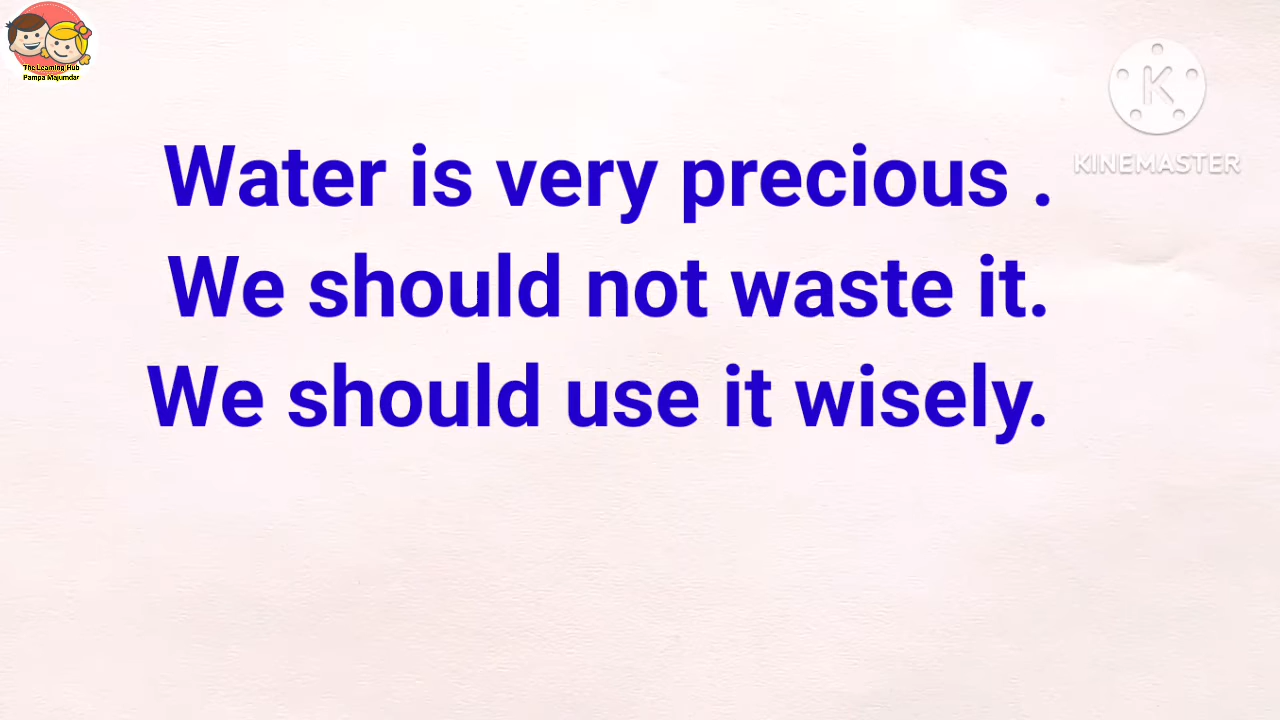 The Learning Hub
Pampa Majumdar
KINEMASTER
Water is very precious .
We should not waste it.
We should use it wisely.